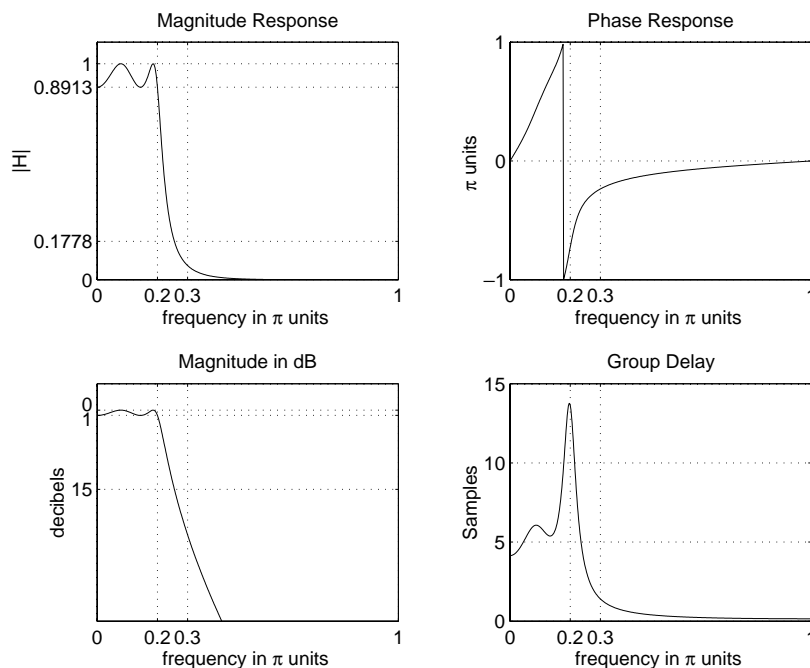 Magnitude Response
|H|
1
0.8913
0.1778
0
0 0.2 0.3 1
frequency in π units
Phase Response
π units
1
0
−1
0 0.2 0.3 1
frequency in π units
Magnitude in dB
decibels
0
1
15
0 0.2 0.3 1
frequency in π units
Group Delay
Samples
15
10
5
0
0 0.2 0.3 1
frequency in π units